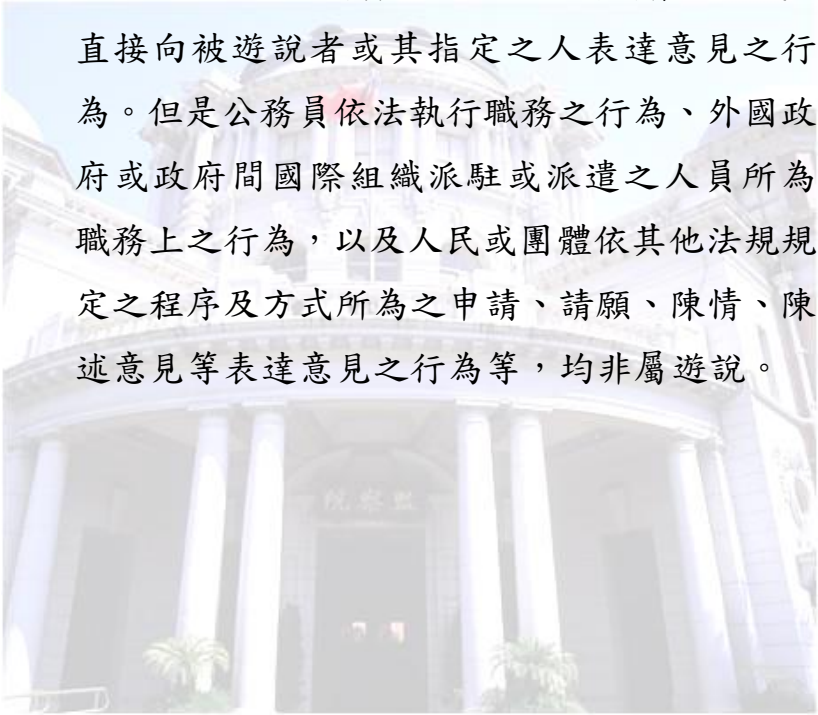 直接向被遊說者或其指定之人表達意見之行
為。但是公務員依法執行職務之行為、外國政
府或政府間國際組織派駐或派遣之人員所為
職務上之行為，以及人民或團體依其他法規規
定之程序及方式所為之申請、請願、陳情、陳
述意見等表達意見之行為等，均非屬遊說。
院察監